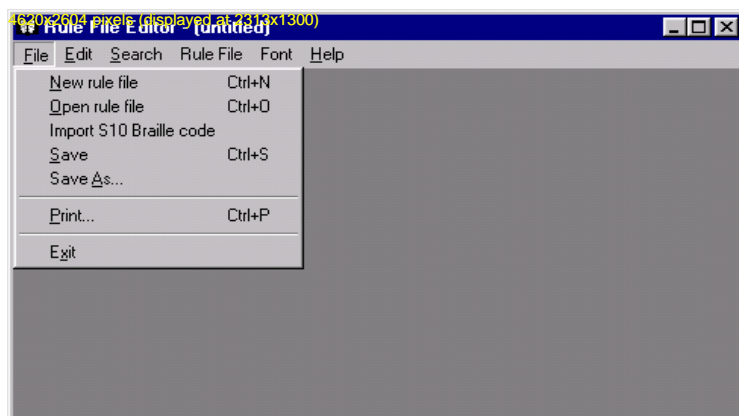 4620x2604 pixels (displayed at 2313x1300)
Rule File Editor - (untitled)
File Edit Search Rule File Font Help
New rule file Ctrl+N
Open rule file Ctrl+O
Import S10 Braille code
Save Ctrl+S
Save As...
Print... Ctrl+P
Exit